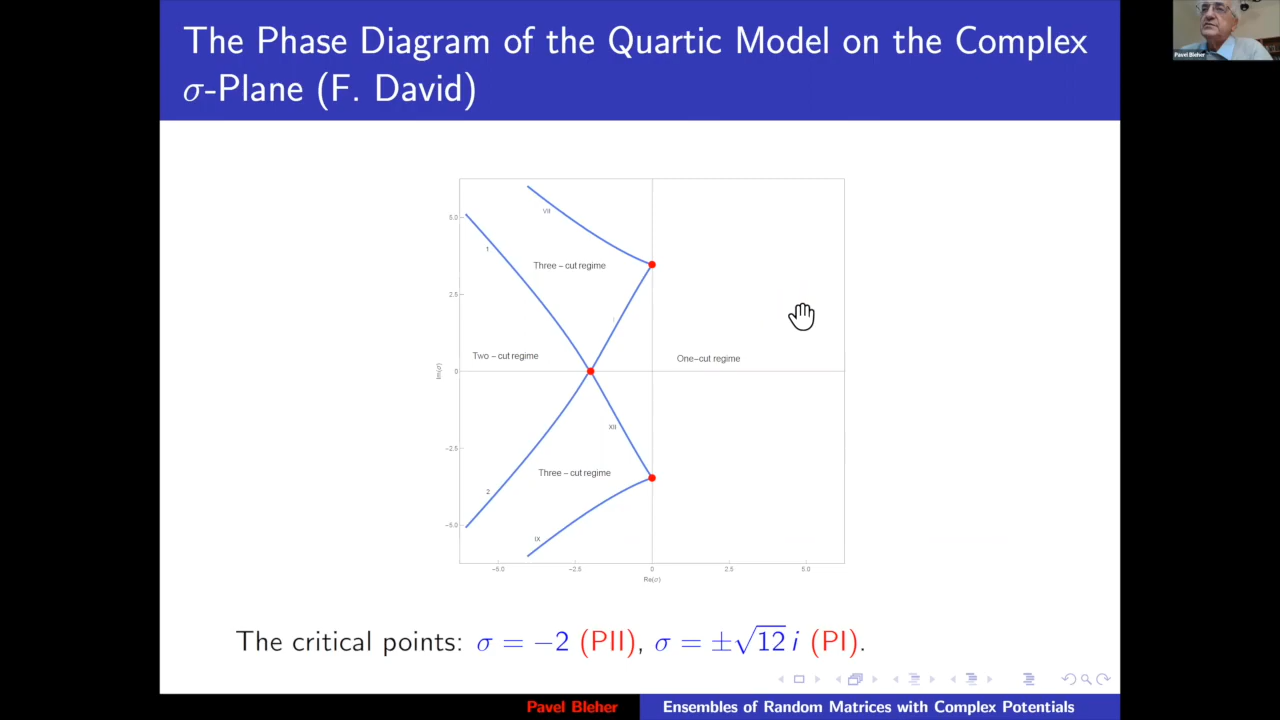 The Phase Diagram of the Quartic Model on the Complex
σ-Plane (F. David)
Pavel Bleher
VII
5.0
1
Three – cut regime
2.5
I
Two – cut regime
One–cut regime
Im(σ)
0
XII
-2.5
Three – cut regime
2
-5.0
IX
-5.0 -2.5 0 2.5 5.0
Re(σ)
The critical points: σ = −2 (PII), σ = ±√12 i (PI).
Pavel Bleher Ensembles of Random Matrices with Complex Potentials